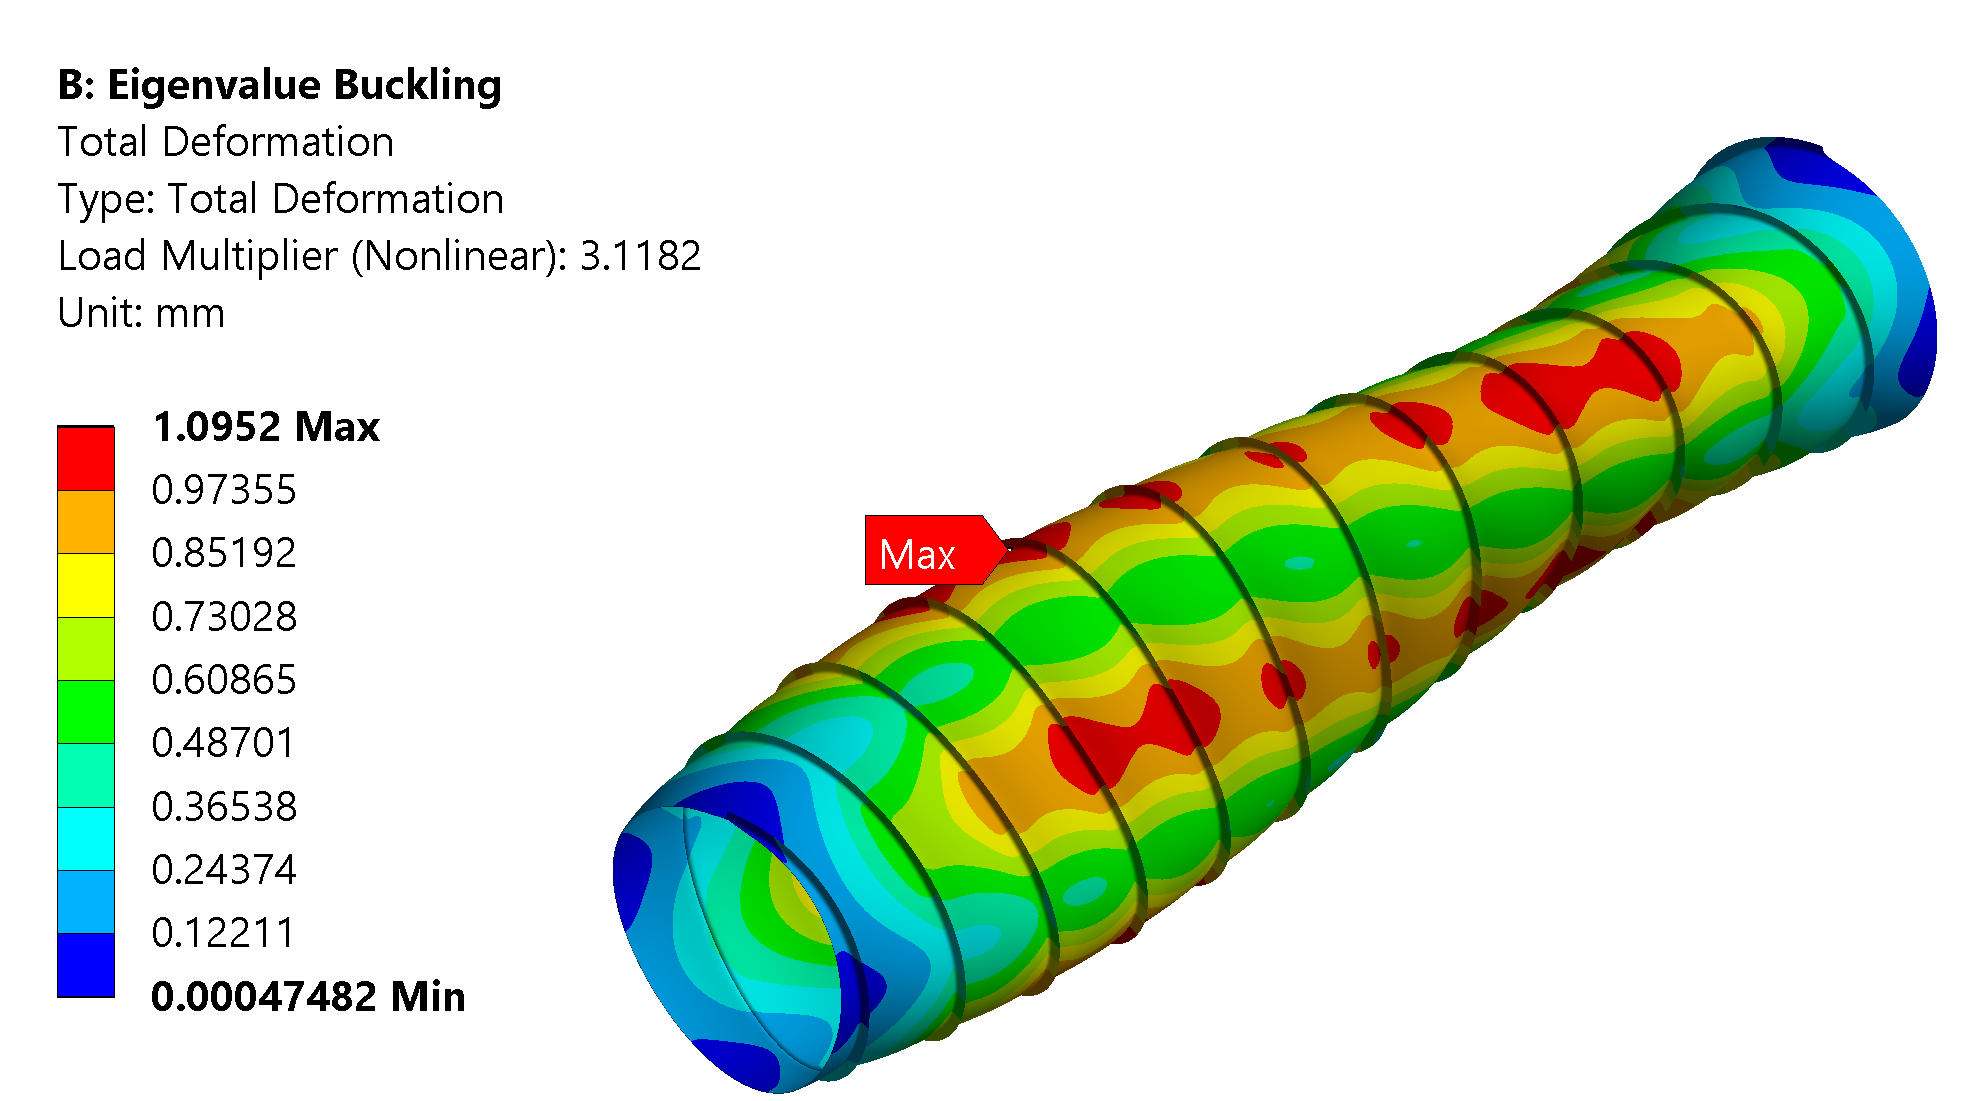 B: Eigenvalue Buckling
Total Deformation
Type: Total Deformation
Load Multiplier (Nonlinear): 3.1182
Unit: mm
1.0952 Max
0.97355
0.85192
0.73028
0.60865
0.48701
0.36538
0.24374
0.12211
0.00047482 Min
Max